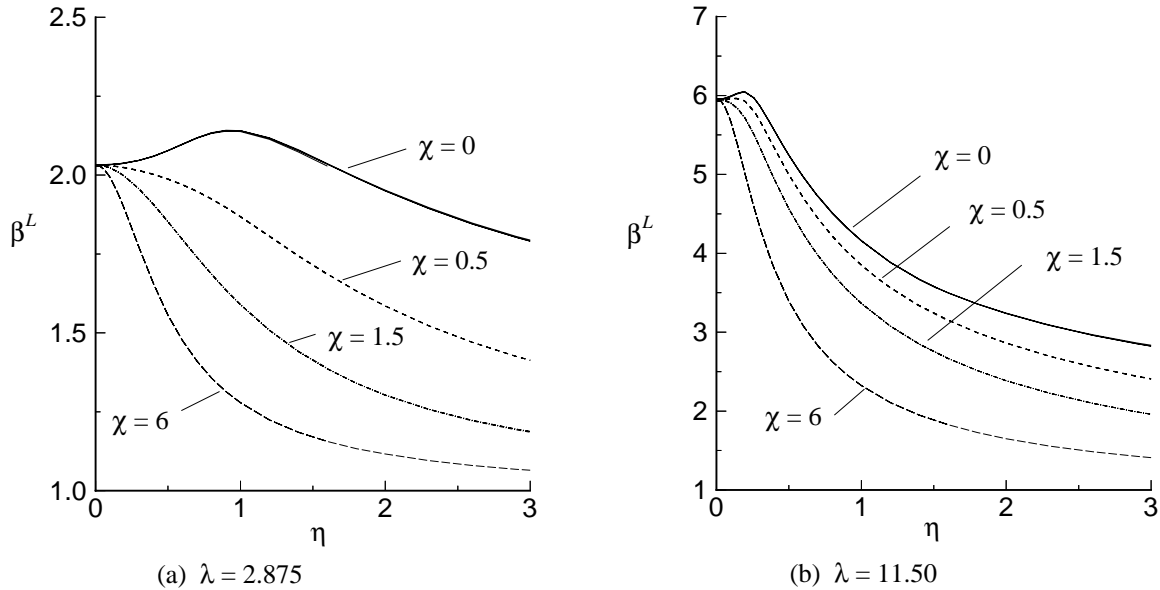 2.5
2.0
1.5
1.0
β^L
χ = 0
χ = 0.5
χ = 1.5
χ = 6
0 1 2 3
η
(a) λ = 2.875
7
6
5
4
3
2
1
β^L
χ = 0
χ = 0.5
χ = 1.5
χ = 6
0 1 2 3
η
(b) λ = 11.50